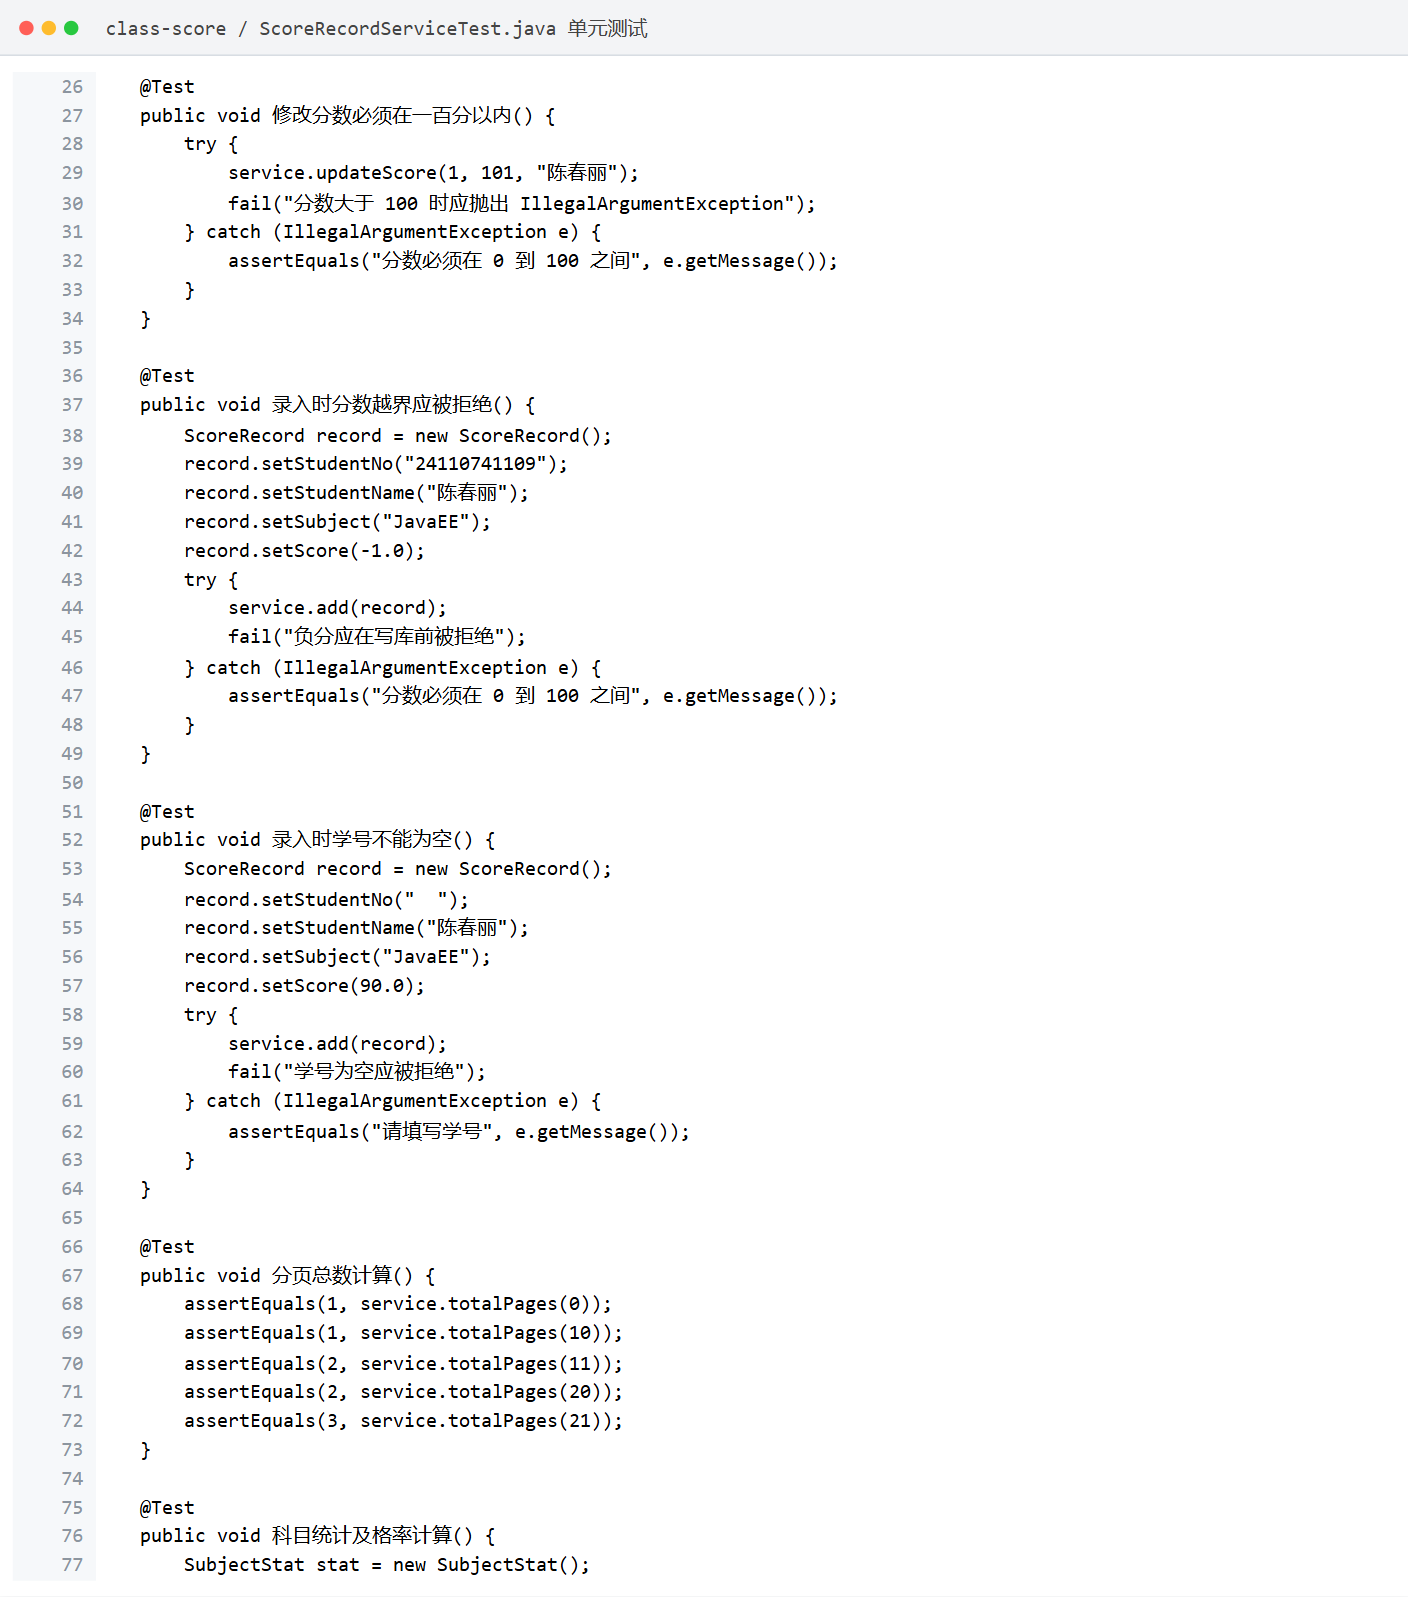 class-score / ScoreRecordServiceTest.java 单元测试
26 @Test
27 public void 修改分数必须在一百分以内() {
28 try {
29 service.updateScore(1, 101, "陈春丽");
30 fail("分数大于 100 时应抛出 IllegalArgumentException");
31 } catch (IllegalArgumentException e) {
32 assertEquals("分数必须在 0 到 100 之间", e.getMessage());
33 }
34 }
35
36 @Test
37 public void 录入时分数越界应被拒绝() {
38 ScoreRecord record = new ScoreRecord();
39 record.setStudentNo("24110741109");
40 record.setStudentName("陈春丽");
41 record.setSubject("JavaEE");
42 record.setScore(-1.0);
43 try {
44 service.add(record);
45 fail("负分应在写库前被拒绝");
46 } catch (IllegalArgumentException e) {
47 assertEquals("分数必须在 0 到 100 之间", e.getMessage());
48 }
49 }
50
51 @Test
52 public void 录入时学号不能为空() {
53 ScoreRecord record = new ScoreRecord();
54 record.setStudentNo("  ");
55 record.setStudentName("陈春丽");
56 record.setSubject("JavaEE");
57 record.setScore(90.0);
58 try {
59 service.add(record);
60 fail("学号为空应被拒绝");
61 } catch (IllegalArgumentException e) {
62 assertEquals("请填写学号", e.getMessage());
63 }
64 }
65
66 @Test
67 public void 分页总数计算() {
68 assertEquals(1, service.totalPages(0));
69 assertEquals(1, service.totalPages(10));
70 assertEquals(2, service.totalPages(11));
71 assertEquals(2, service.totalPages(20));
72 assertEquals(3, service.totalPages(21));
73 }
74
75 @Test
76 public void 科目统计及格率计算() {
77 SubjectStat stat = new SubjectStat();